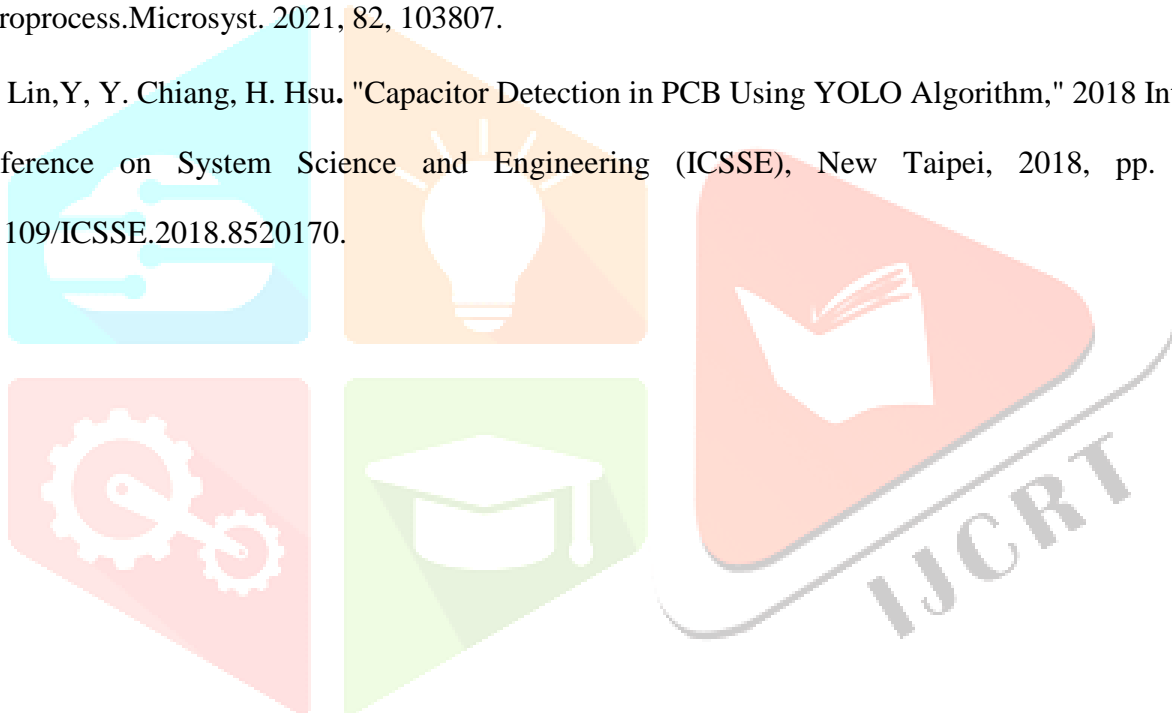 roprocess.Microsyst. 2021, 82, 103807.
Lin,Y, Y. Chiang, H. Hsu. "Capacitor Detection in PCB Using YOLO Algorithm," 2018 Int
ference on System Science and Engineering (ICSSE), New Taipei, 2018, pp.
109/ICSSE.2018.8520170.
IJCRT